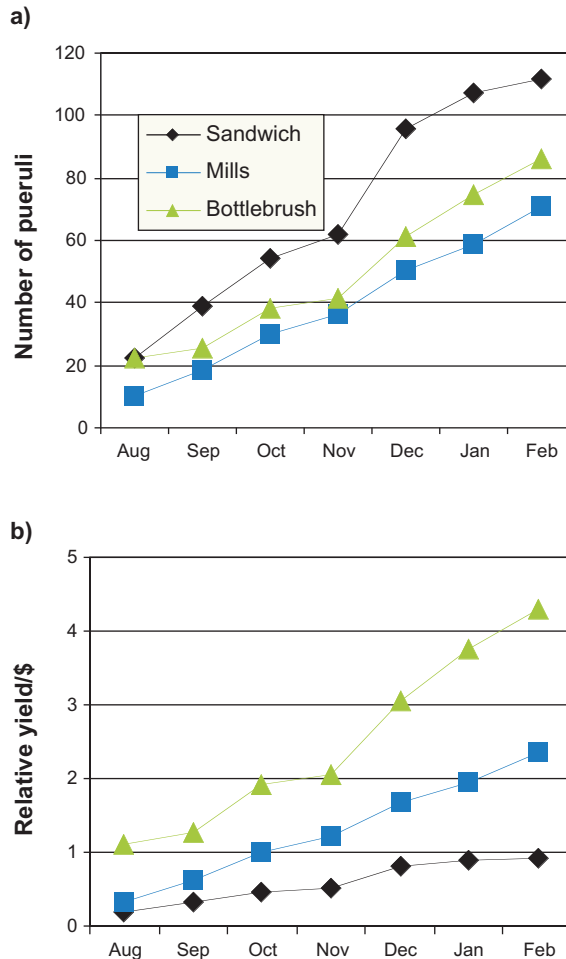 a)
Number of pueruli
120
100
80
60
40
20
0
Sandwich
Mills
Bottlebrush
Aug Sep Oct Nov Dec Jan Feb
b)
Relative yield/$
5
4
3
2
1
0
Aug Sep Oct Nov Dec Jan Feb